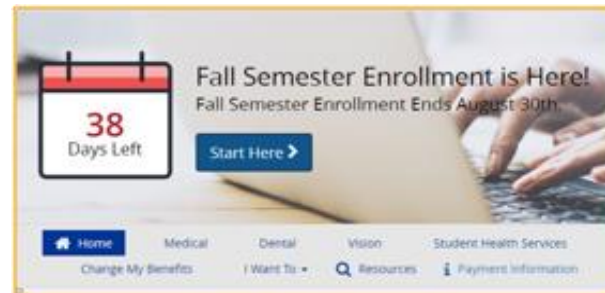 Fall Semester Enrollment is Here!
Fall Semester Enrollment Ends August 30th
38
Days Left
Start Here
Home Medical Dental Vision Student Health Services
Change My Benefits I Want To Resources Payment Information